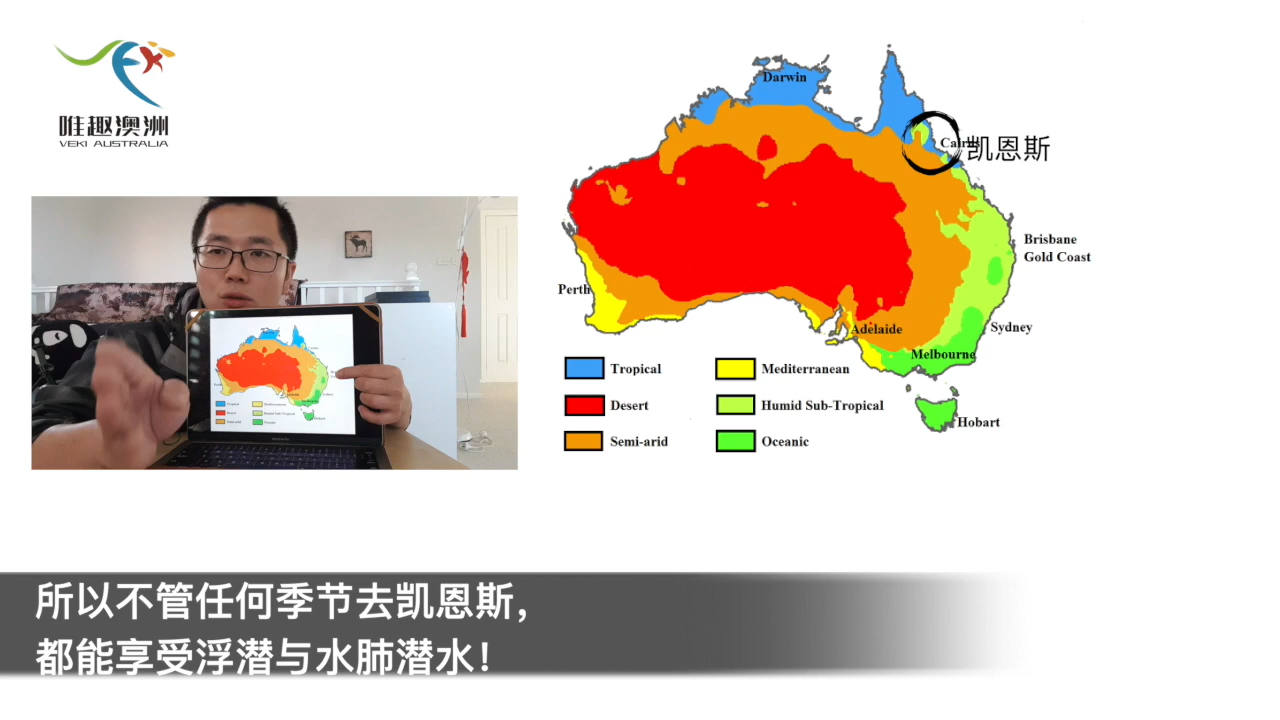 唯趣澳洲
VEKI AUSTRALIA
Darwin
Cairns
凯恩斯
Brisbane
Gold Coast
Perth
Adelaide
Sydney
Melbourne
Hobart
Tropical
Mediterranean
Desert
Humid Sub-Tropical
Semi-arid
Oceanic
所以不管任何季节去凯恩斯,
都能享受浮潜与水肺潜水!